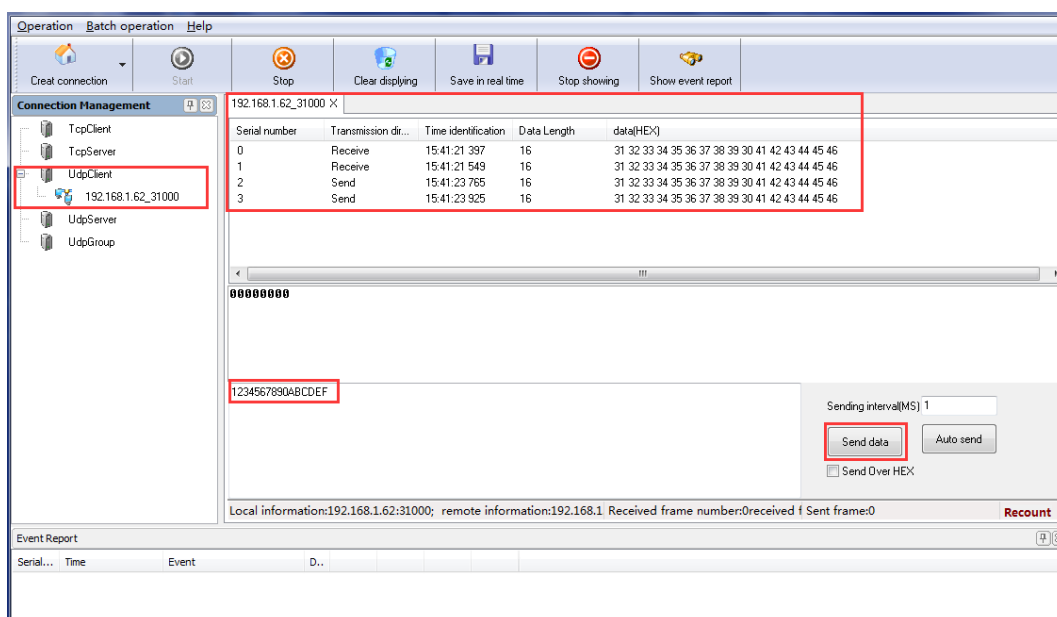 Operation Batch operation Help
Creat connection Start Stop Clear displying Save in real time Stop showing Show event report
Connection Management
TcpClient
TcpServer
UdpClient
192.168.1.62_31000
UdpServer
UdpGroup
192.168.1.62_31000
Serial number Transmission dir... Time identification Data Length data(HEX)
0 Receive 15:41:21 397 16 31 32 33 34 35 36 37 38 39 30 41 42 43 44 45 46
1 Receive 15:41:21 549 16 31 32 33 34 35 36 37 38 39 30 41 42 43 44 45 46
2 Send 15:41:23 765 16 31 32 33 34 35 36 37 38 39 30 41 42 43 44 45 46
3 Send 15:41:23 925 16 31 32 33 34 35 36 37 38 39 30 41 42 43 44 45 46
00000000
1234567890ABCDEF
Sending interval(MS) 1
Send data Auto send
Send Over HEX
Local information:192.168.1.62:31000; remote information:192.168.1 Received frame number:0received f Sent frame:0 Recount
Event Report
Serial... Time Event D..